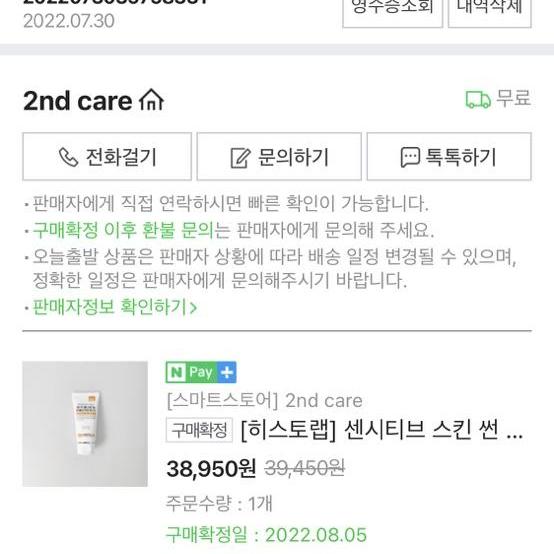 2022.07.30
영수증조회
내역삭제
2nd care
무료
전화걸기
문의하기
톡톡하기
·판매자에게 직접 연락하시면 빠른 확인이 가능합니다.
·구매확정 이후 환불 문의는 판매자에게 문의해 주세요.
·오늘출발 상품은 판매자 상황에 따라 배송 일정 변경될 수 있으며,
정확한 일정은 판매자에게 문의해주시기 바랍니다.
·판매자정보 확인하기>
N Pay +
[스마트스토어] 2nd care
구매확정 [히스토랩] 센시티브 스킨 썬 ...
38,950원 39,450원
주문수량 : 1개
구매확정일 : 2022.08.05